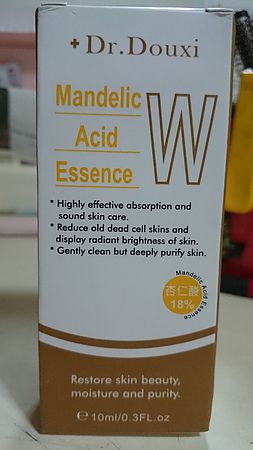 + Dr.Douxi
Mandelic
Acid
Essence
W
* Highly effective absorption and
sound skin care.
* Reduce old dead cell skins and
display radiant brightness of skin.
* Gently clean but deeply purify skin.
Mandelic Acid Essence
杏仁酸
18%
Restore skin beauty,
moisture and purity.
℮10ml/0.3FL.oz